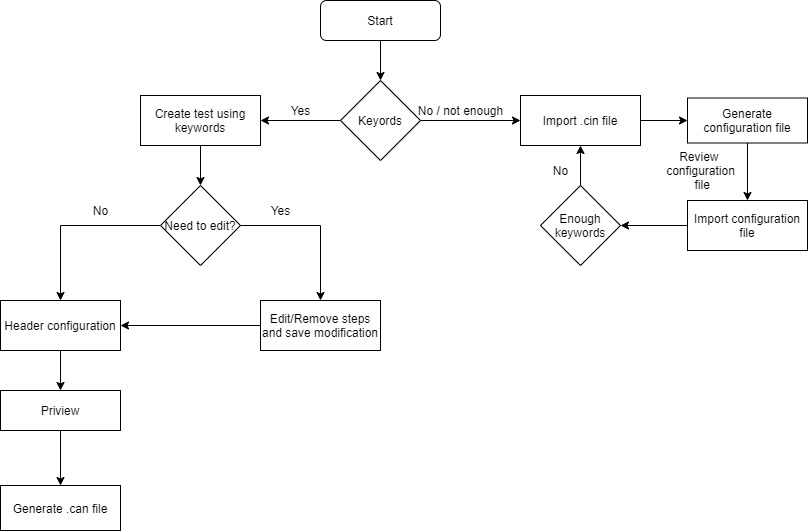 Start
Create test using
keywords
Yes
Keyords
No / not enough
Import .cin file
Generate
configuration file
Review
configuration
file
No
Enough
keywords
Import configuration
file
No
Need to edit?
Yes
Header configuration
Edit/Remove steps
and save modification
Priview
Generate .can file